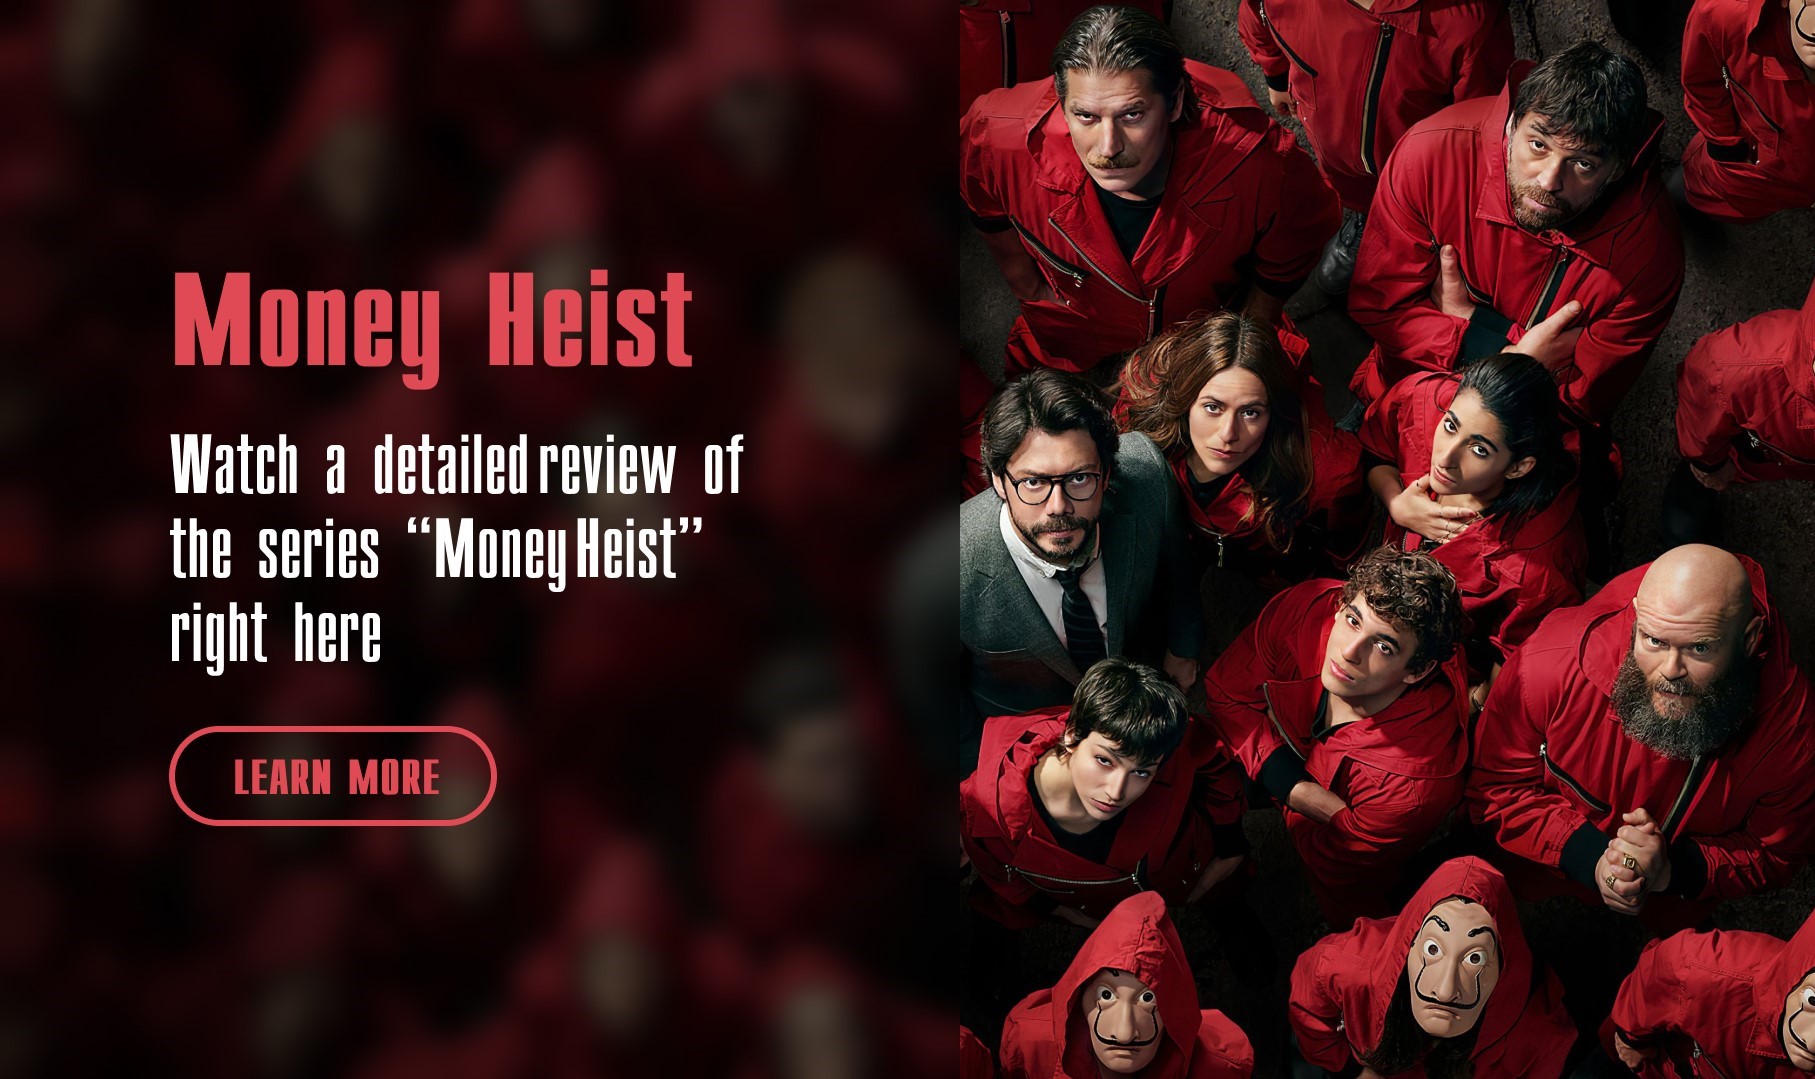 Money Heist
Watch a detailed review of
the series “Money Heist”
right here
LEARN MORE